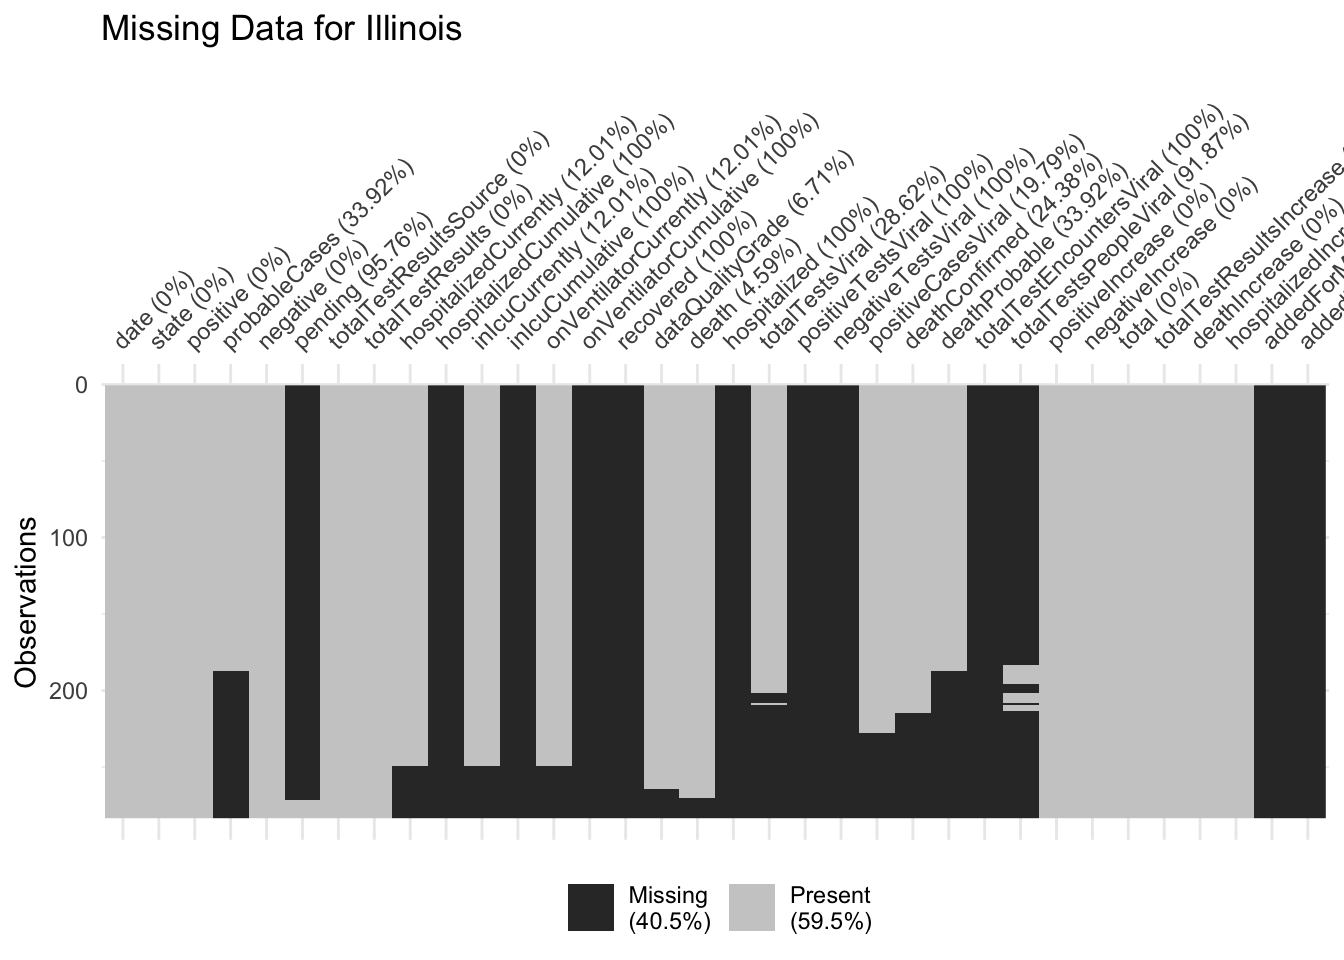 Missing Data for Illinois
date (0%)
state (0%)
positive (0%)
probableCases (33.92%)
negative (0%)
pending (95.76%)
totalTestResultsSource (0%)
totalTestResults (0%)
hospitalizedCurrently (12.01%)
hospitalizedCumulative (100%)
inIcuCurrently (12.01%)
inIcuCumulative (100%)
onVentilatorCurrently (12.01%)
onVentilatorCumulative (100%)
recovered (100%)
dataQualityGrade (6.71%)
death (4.59%)
hospitalized (100%)
totalTestsViral (28.62%)
positiveTestsViral (100%)
negativeTestsViral (100%)
positiveCasesViral (19.79%)
deathConfirmed (24.38%)
deathProbable (33.92%)
totalTestEncountersViral (100%)
totalTestsPeopleViral (91.87%)
positiveIncrease (0%)
negativeIncrease (0%)
total (0%)
totalTestResultsIncrease
deathIncrease (0%)
0
100
200
Observations
Missing
(40.5%)
Present
(59.5%)